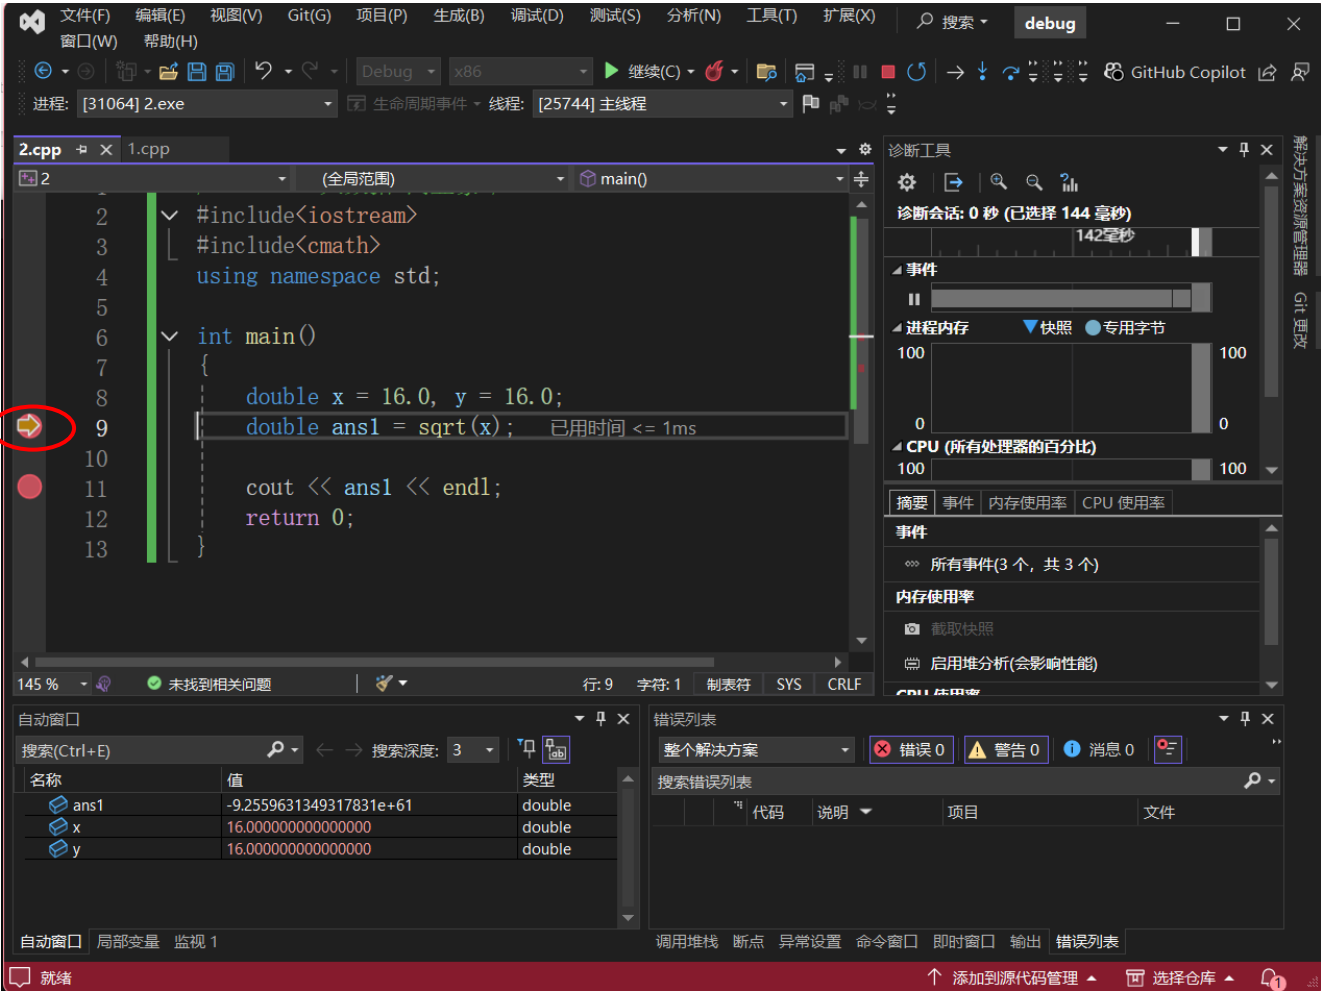 文件(F) 编辑(E) 视图(V) Git(G) 项目(P) 生成(B) 调试(D) 测试(S) 分析(N) 工具(T) 扩展(X) 搜索 debug
窗口(W) 帮助(H)
Debug x86 继续(C) GitHub Copilot
进程: [31064] 2.exe 生命周期事件 线程: [25744] 主线程
2.cpp 1.cpp
2 (全局范围) main()
2 #include<iostream>
3 #include<cmath>
4 using namespace std;
5
6 int main()
7 {
8 double x = 16.0, y = 16.0;
9 double ans1 = sqrt(x); 已用时间 <= 1ms
10
11 cout << ans1 << endl;
12 return 0;
13 }
145 % 未找到相关问题 行: 9 字符: 1 制表符 SYS CRLF
诊断工具
诊断会话: 0 秒 (已选择 144 毫秒)
142毫秒
事件
进程内存 快照 专用字节
100 100
0 0
CPU (所有处理器的百分比)
100 100
摘要 事件 内存使用率 CPU 使用率
事件
所有事件(3 个, 共 3 个)
内存使用率
截取快照
启用堆分析(会影响性能)
CPU 使用率
解决方案资源管理器
Git 更改
自动窗口
搜索(Ctrl+E) 搜索深度: 3
名称 值 类型
ans1 -9.2559631349317831e+61 double
x 16.000000000000000 double
y 16.000000000000000 double
自动窗口 局部变量 监视 1
错误列表
整个解决方案 错误 0 警告 0 消息 0
搜索错误列表
代码 说明 项目 文件
调用堆栈 断点 异常设置 命令窗口 即时窗口 输出 错误列表
就绪 添加到源代码管理 选择仓库 1